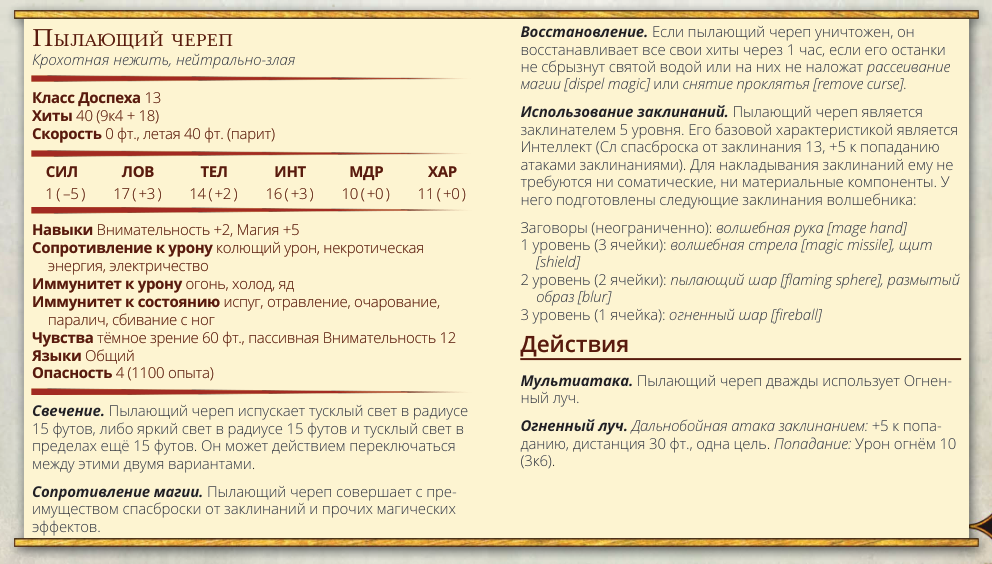 Пылающий череп
Крохотная нежить, нейтрально-злая
Класс Доспеха 13
Хиты 40 (9к4 + 18)
Скорость 0 фт., летая 40 фт. (парит)
СИЛ ЛОВ ТЕЛ ИНТ МДР ХАР
1 (–5) 17 (+3) 14 (+2) 16 (+3) 10 (+0) 11 (+0)
Навыки Внимательность +2, Магия +5
Сопротивление к урону колющий урон, некротическая
энергия, электричество
Иммунитет к урону огонь, холод, яд
Иммунитет к состоянию испуг, отравление, очарование,
паралич, сбивание с ног
Чувства тёмное зрение 60 фт., пассивная Внимательность 12
Языки Общий
Опасность 4 (1100 опыта)
Свечение. Пылающий череп испускает тусклый свет в радиусе
15 футов, либо яркий свет в радиусе 15 футов и тусклый свет в
пределах ещё 15 футов. Он может действием переключаться
между этими двумя вариантами.
Сопротивление магии. Пылающий череп совершает с пре-
имуществом спасброски от заклинаний и прочих магических
эффектов.
Восстановление. Если пылающий череп уничтожен, он
восстанавливает все свои хиты через 1 час, если его останки
не сбрызнут святой водой или на них не наложат рассеивание
магии [dispel magic] или снятие проклятья [remove curse].
Использование заклинаний. Пылающий череп является
заклинателем 5 уровня. Его базовой характеристикой является
Интеллект (Сл спасброска от заклинания 13, +5 к попаданию
атаками заклинаниями). Для накладывания заклинаний ему не
требуются ни соматические, ни материальные компоненты. У
него подготовлены следующие заклинания волшебника:
Заговоры (неограниченно): волшебная рука [mage hand]
1 уровень (3 ячейки): волшебная стрела [magic missile], щит
[shield]
2 уровень (2 ячейки): пылающий шар [flaming sphere], размытый
образ [blur]
3 уровень (1 ячейка): огненный шар [fireball]
Действия
Мультиатака. Пылающий череп дважды использует Огнен-
ный луч.
Огненный луч. Дальнобойная атака заклинанием: +5 к попа-
данию, дистанция 30 фт., одна цель. Попадание: Урон огнём 10
(3к6).